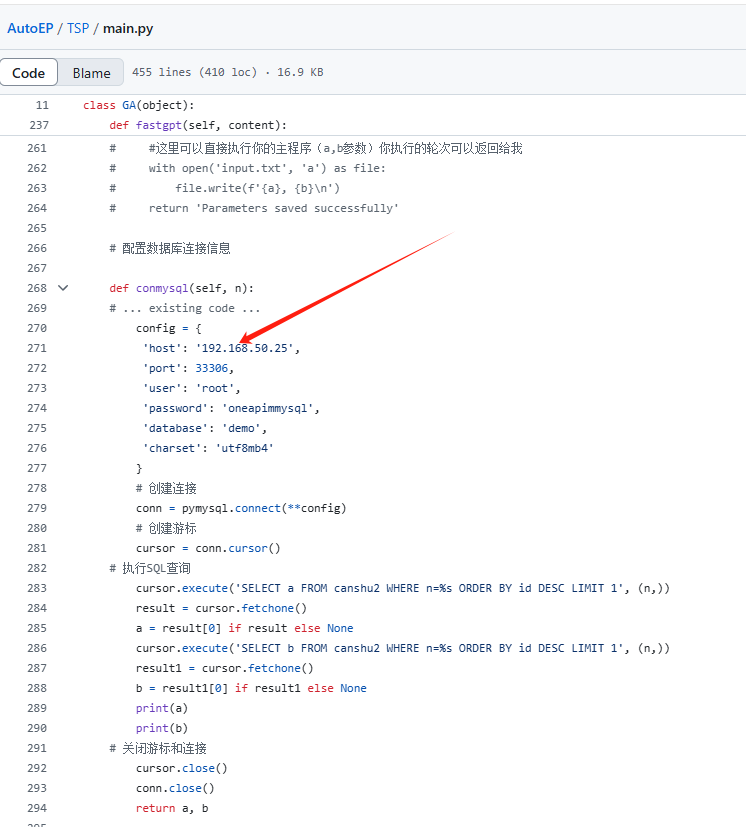 AutoEP / TSP / main.py
Code Blame 455 lines (410 loc) · 16.9 KB
11 class GA(object):
237 def fastgpt(self, content):
261 # #这里可以直接执行你的主程序（a,b参数）你执行的轮次可以返回给我
262 # with open('input.txt', 'a') as file:
263 # file.write(f'{a}, {b}\n')
264 # return 'Parameters saved successfully'
265
266 # 配置数据库连接信息
267
268 def conmysql(self, n):
269 # ... existing code ...
270 config = {
271 'host': '192.168.50.25',
272 'port': 33306,
273 'user': 'root',
274 'password': 'oneapimmysql',
275 'database': 'demo',
276 'charset': 'utf8mb4'
277 }
278 # 创建连接
279 conn = pymysql.connect(**config)
280 # 创建游标
281 cursor = conn.cursor()
282 # 执行SQL查询
283 cursor.execute('SELECT a FROM canshu2 WHERE n=%s ORDER BY id DESC LIMIT 1', (n,))
284 result = cursor.fetchone()
285 a = result[0] if result else None
286 cursor.execute('SELECT b FROM canshu2 WHERE n=%s ORDER BY id DESC LIMIT 1', (n,))
287 result1 = cursor.fetchone()
288 b = result1[0] if result1 else None
289 print(a)
290 print(b)
291 # 关闭游标和连接
292 cursor.close()
293 conn.close()
294 return a, b